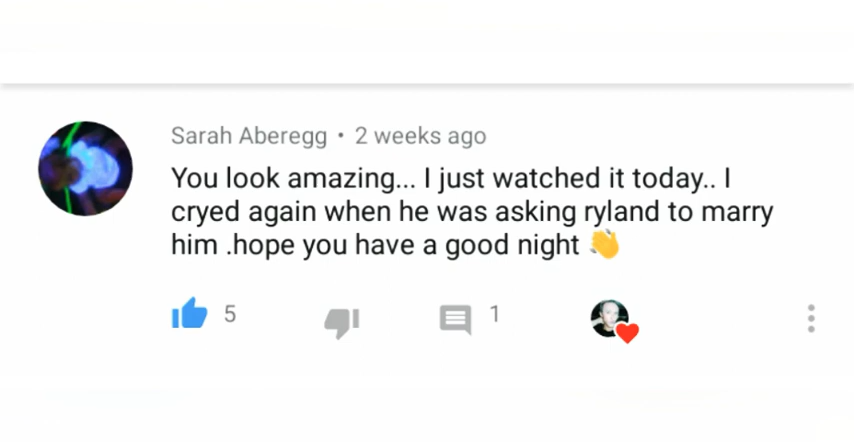 Sarah Aberegg • 2 weeks ago
You look amazing... I just watched it today.. I
cryed again when he was asking ryland to marry
him .hope you have a good night 👋
5 1